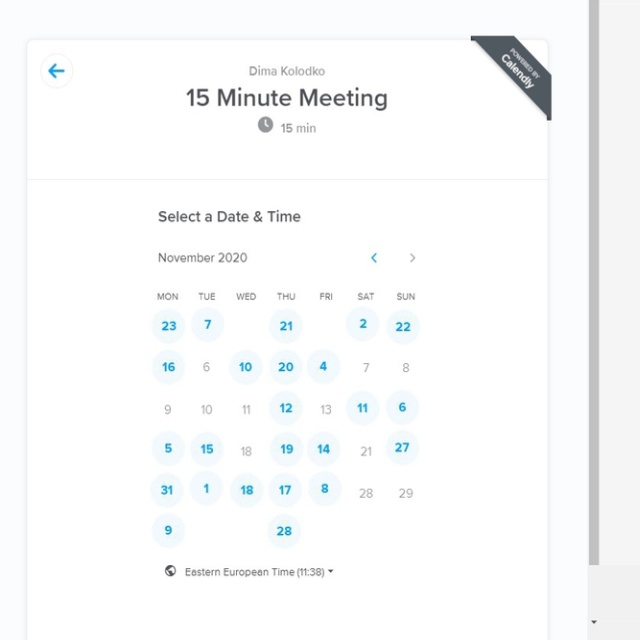 POWERED BY
Calendly
Dima Kolodko
15 Minute Meeting
15 min
Select a Date & Time
November 2020
MON TUE WED THU FRI SAT SUN
23 7 21 2 22
16 6 10 20 4 7 8
9 10 11 12 13 11 6
5 15 18 19 14 21 27
31 1 18 17 8 28 29
9 28
Eastern European Time (11:38)